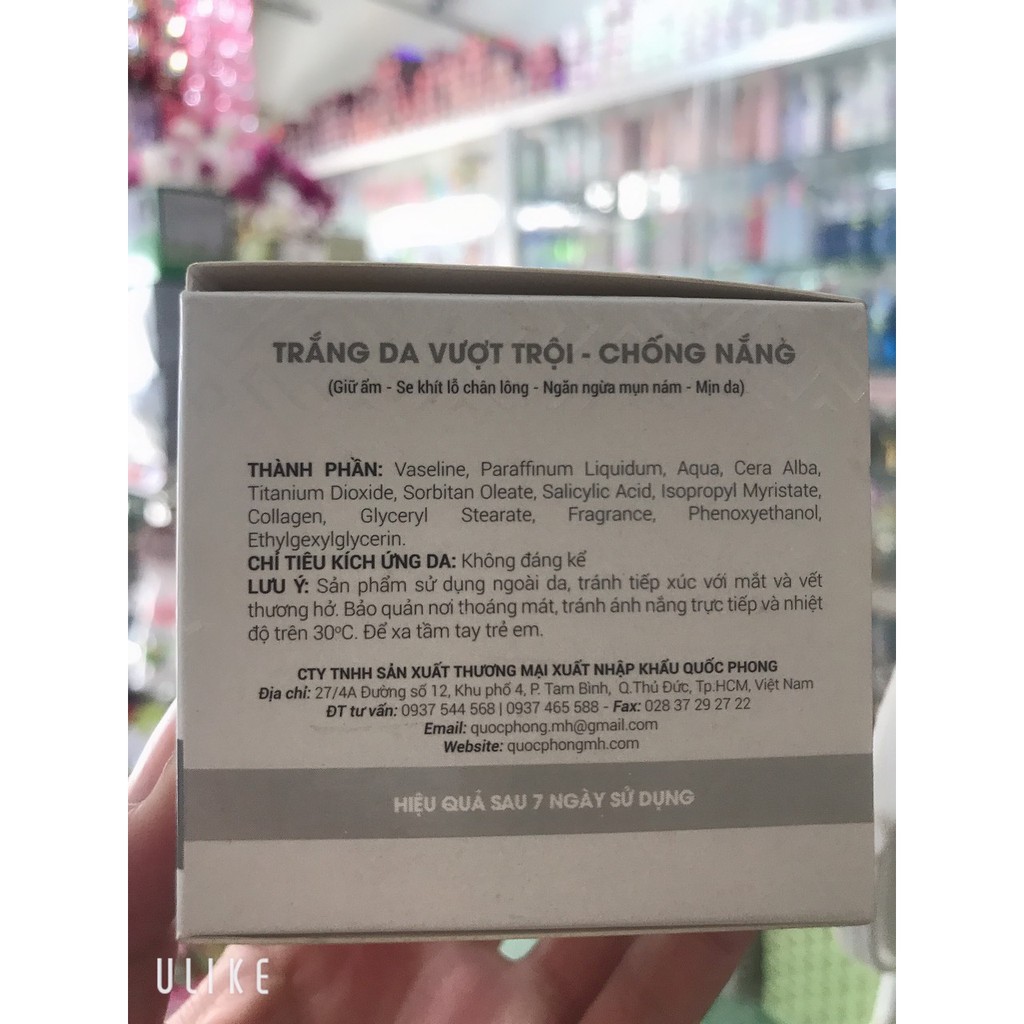 TRẮNG DA VƯỢT TRỘI - CHỐNG NẮNG
(Giữ ẩm - Se khít lỗ chân lông - Ngăn ngừa mụn nám - Mịn da)
THÀNH PHẦN: Vaseline, Paraffinum Liquidum, Aqua, Cera Alba,
Titanium Dioxide, Sorbitan Oleate, Salicylic Acid, Isopropyl Myristate,
Collagen, Glyceryl Stearate, Fragrance, Phenoxyethanol,
Ethylgexylglycerin.
CHỈ TIÊU KÍCH ỨNG DA: Không đáng kể
LƯU Ý: Sản phẩm sử dụng ngoài da, tránh tiếp xúc với mắt và vết
thương hở. Bảo quản nơi thoáng mát, tránh ánh nắng trực tiếp và nhiệt
độ trên 30ºC. Để xa tầm tay trẻ em.
CTY TNHH SẢN XUẤT THƯƠNG MẠI XUẤT NHẬP KHẨU QUỐC PHONG
Địa chỉ: 27/4A Đường số 12, Khu phố 4, P. Tam Bình, Q.Thủ Đức, Tp.HCM, Việt Nam
ĐT tư vấn: 0937 544 568 | 0937 465 588 - Fax: 028 37 29 27 22
Email: quocphong.mh@gmail.com
Website: quocphongmh.com
HIỆU QUẢ SAU 7 NGÀY SỬ DỤNG
ULIKE